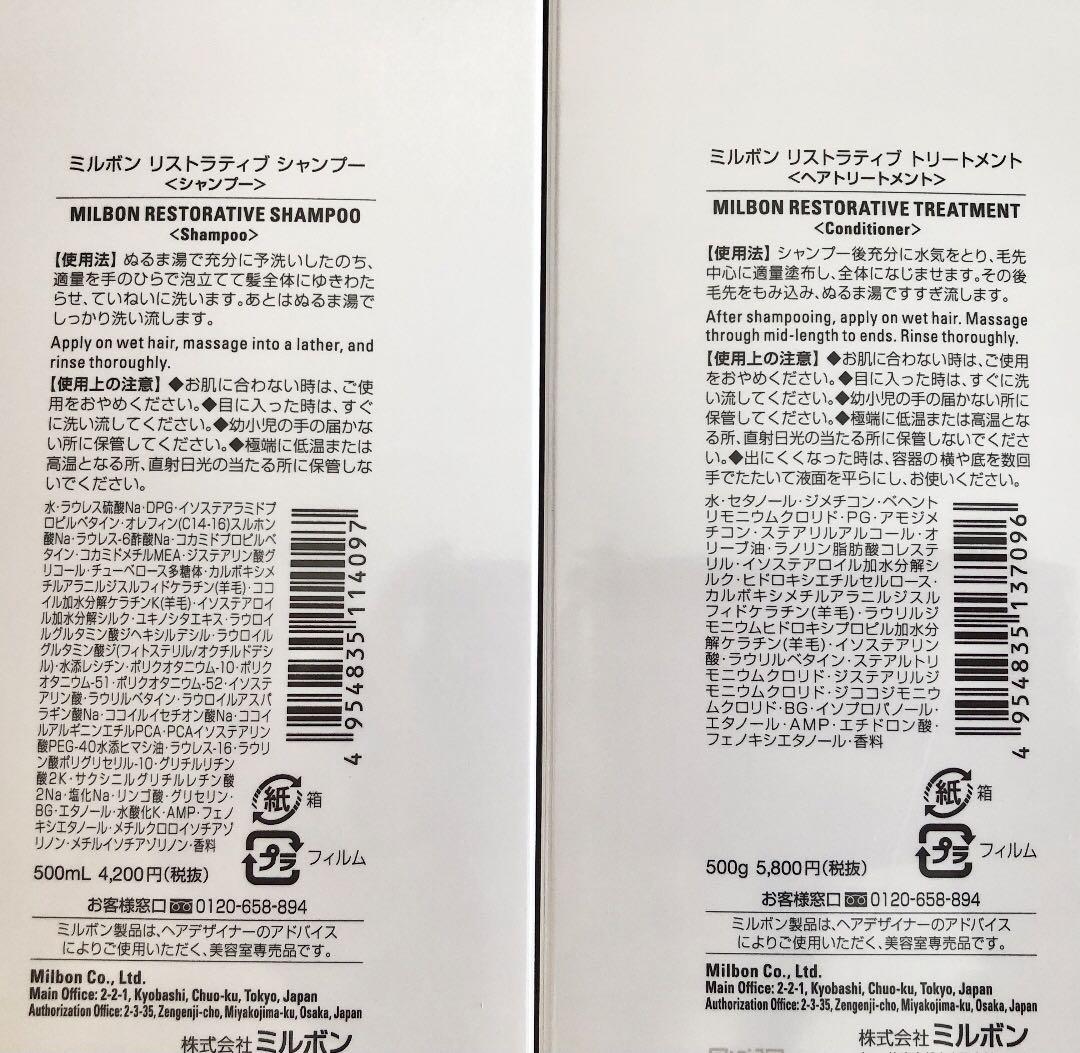 ミルボン リストラティブ シャンプー
<シャンプー>
MILBON RESTORATIVE SHAMPOO
<Shampoo>
【使用法】ぬるま湯で充分に予洗いしたのち、
適量を手のひらで泡立てて髪全体にゆきわた
らせ、ていねいに洗います。あとはぬるま湯で
しっかり洗い流します。
Apply on wet hair, massage into a lather, and
rinse thoroughly.
【使用上の注意】◆お肌に合わない時は、ご使
用をおやめください。◆目に入った時は、すぐ
に洗い流してください。◆幼小児の手の届かな
い所に保管してください。◆極端に低温または
高温となる所、直射日光の当たる所に保管しな
いでください。
水・ラウレス硫酸Na・DPG・イソステアラミドプ
ロピルベタイン・オレフィン(C14-16)スルホン
酸Na・ラウレス-6酢酸Na・コカミドプロピルベ
タイン・コカミドメチルMEA・ジステアリン酸グ
リコール・チューベロース多糖体・カルボキシメ
チルアラニルジスルフィドケラチン(羊毛)・ココ
イル加水分解ケラチンK(羊毛)・イソステアロイ
ル加水分解シルク・ユキノシタエキス・ラウロイ
ルグルタミン酸ジヘキシルデシル・ラウロイル
グルタミン酸ジ(フィトステリル/オクチルドデシ
ル)・水添レシチン・ポリクオタニウム-10・ポリク
オタニウム-51・ポリクオタニウム-52・イソステ
アリン酸・ラウリルベタイン・ラウロイルアスパ
ラギン酸Na・ココイルイセチオン酸Na・ココイ
ルアルギニンエチルPCA・PCAイソステアリン
酸PEG-40水添ヒマシ油・ラウレス-16・ラウリ
ン酸ポリグリセリル-10・グリチルリチン
酸2K・サクシニルグリチルレチン酸
2Na・塩化Na・リンゴ酸・グリセリン・
BG・エタノール・水酸化K・AMP・フェノ
キシエタノール・メチルクロロイソチアゾ
リノン・メチルイソチアゾリノン・香料
4 954835 114097
紙 箱
プラ フィルム
500mL 4,200円(税抜)
お客様窓口 0120-658-894
ミルボン製品は、ヘアデザイナーのアドバイス
によりご使用いただく、美容室専売品です。
Milbon Co., Ltd.
Main Office: 2-2-1, Kyobashi, Chuo-ku, Tokyo, Japan
Authorization Office: 2-3-35, Zengenji-cho, Miyakojima-ku, Osaka, Japan
株式会社 ミルボン
ミルボン リストラティブ トリートメント
<ヘアトリートメント>
MILBON RESTORATIVE TREATMENT
<Conditioner>
【使用法】シャンプー後充分に水気をとり、毛先
中心に適量塗布し、全体になじませます。その後
毛先をもみ込み、ぬるま湯ですすぎ流します。
After shampooing, apply on wet hair. Massage
through mid-length to ends. Rinse thoroughly.
【使用上の注意】◆お肌に合わない時は、ご使用
をおやめください。◆目に入った時は、すぐに洗
い流してください。◆幼小児の手の届かない所に
保管してください。◆極端に低温または高温とな
る所、直射日光の当たる所に保管しないでくださ
い。◆出にくくなった時は、容器の横や底を数回
手でたたいて液面を平らにし、お使いください。
水・セタノール・ジメチコン・ベヘント
リモニウムクロリド・PG・アモジメ
チコン・ステアリルアルコール・オ
リーブ油・ラノリン脂肪酸コレステ
リル・イソステアロイル加水分解シ
ルク・ヒドロキシエチルセルロース・
カルボキシメチルアラニルジスル
フィドケラチン(羊毛)・ラウリルジ
モニウムヒドロキシプロピル加水分
解ケラチン(羊毛)・イソステアリン
酸・ラウリルベタイン・ステアルトリ
モニウムクロリド・ジステアリルジ
モニウムクロリド・ジココジモニウ
ムクロリド・BG・イソプロパノール・
エタノール・AMP・エチドロン酸・
フェノキシエタノール・香料
4 954835 137096
紙 箱
プラ フィルム
500g 5,800円(税抜)
お客様窓口 0120-658-894
ミルボン製品は、ヘアデザイナーのアドバイス
によりご使用いただく、美容室専売品です。
Milbon Co., Ltd.
Main Office: 2-2-1, Kyobashi, Chuo-ku, Tokyo, Japan
Authorization Office: 2-3-35, Zengenji-cho, Miyakojima-ku, Osaka, Japan
株式会社 ミルボン